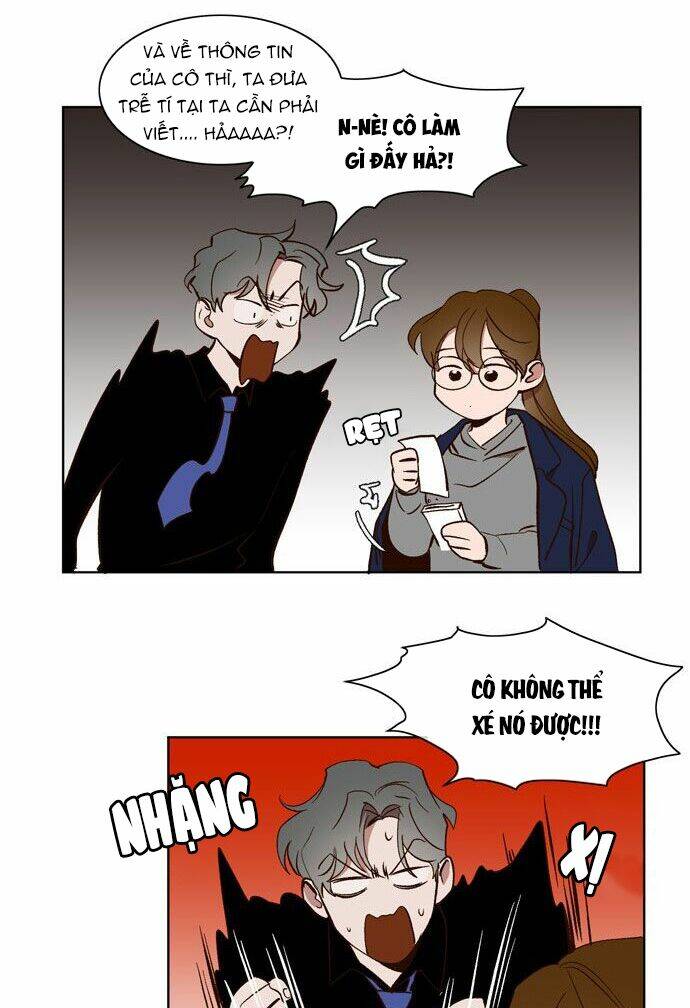 VÀ VỀ THÔNG TIN
CỦA CÔ THÌ, TA ĐƯA
TRỄ TÍ TẠI TA CẦN PHẢI
VIẾT.... HẢAAAA?!
N-NÈ! CÔ LÀM
GÌ ĐẤY HẢ?!
RẸT
CÔ KHÔNG THỂ
XÉ NÓ ĐƯỢC!!!
NHẶNG
XỊ